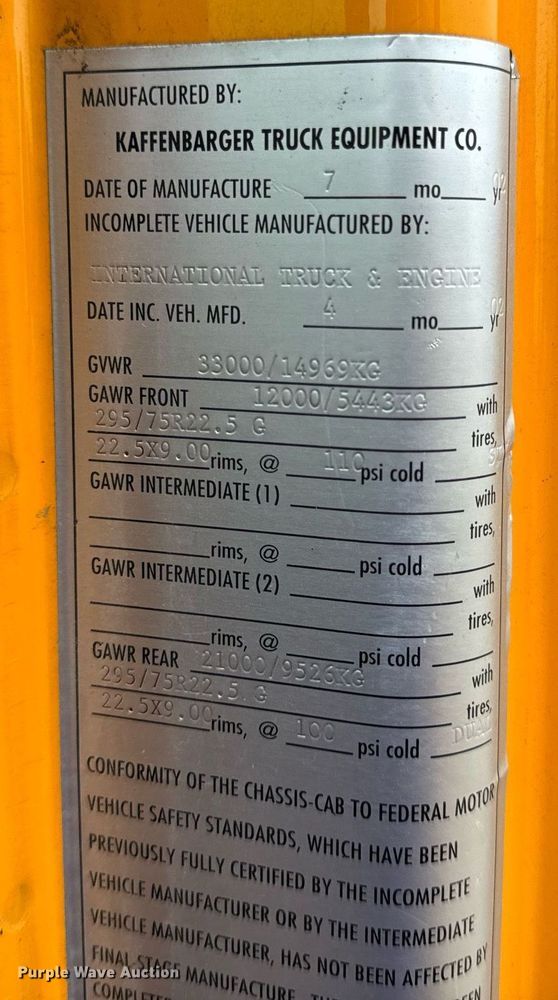 MANUFACTURED BY:
KAFFENBARGER TRUCK EQUIPMENT CO.
DATE OF MANUFACTURE 7 mo yr
INCOMPLETE VEHICLE MANUFACTURED BY:
INTERNATIONAL TRUCK & ENGINE
DATE INC. VEH. MFD. 4 mo yr
GVWR 33000/14969KG
GAWR FRONT 12000/5443KG with
295/75R22.5 G tires,
22.5X9.00 rims, @ 110 psi cold
GAWR INTERMEDIATE (1) with
tires,
rims, @ psi cold
GAWR INTERMEDIATE (2) with
tires,
rims, @ psi cold
GAWR REAR 21000/9526KG with
295/75R22.5 G tires,
22.5X9.00 rims, @ 100 psi cold DUAL
CONFORMITY OF THE CHASSIS-CAB TO FEDERAL MOTOR
VEHICLE SAFETY STANDARDS, WHICH HAVE BEEN
PREVIOUSLY FULLY CERTIFIED BY THE INCOMPLETE
VEHICLE MANUFACTURER OR BY THE INTERMEDIATE
VEHICLE MANUFACTURER, HAS NOT BEEN AFFECTED BY
FINAL-STAGE MANUFACTURE.
Purple Wave Auction